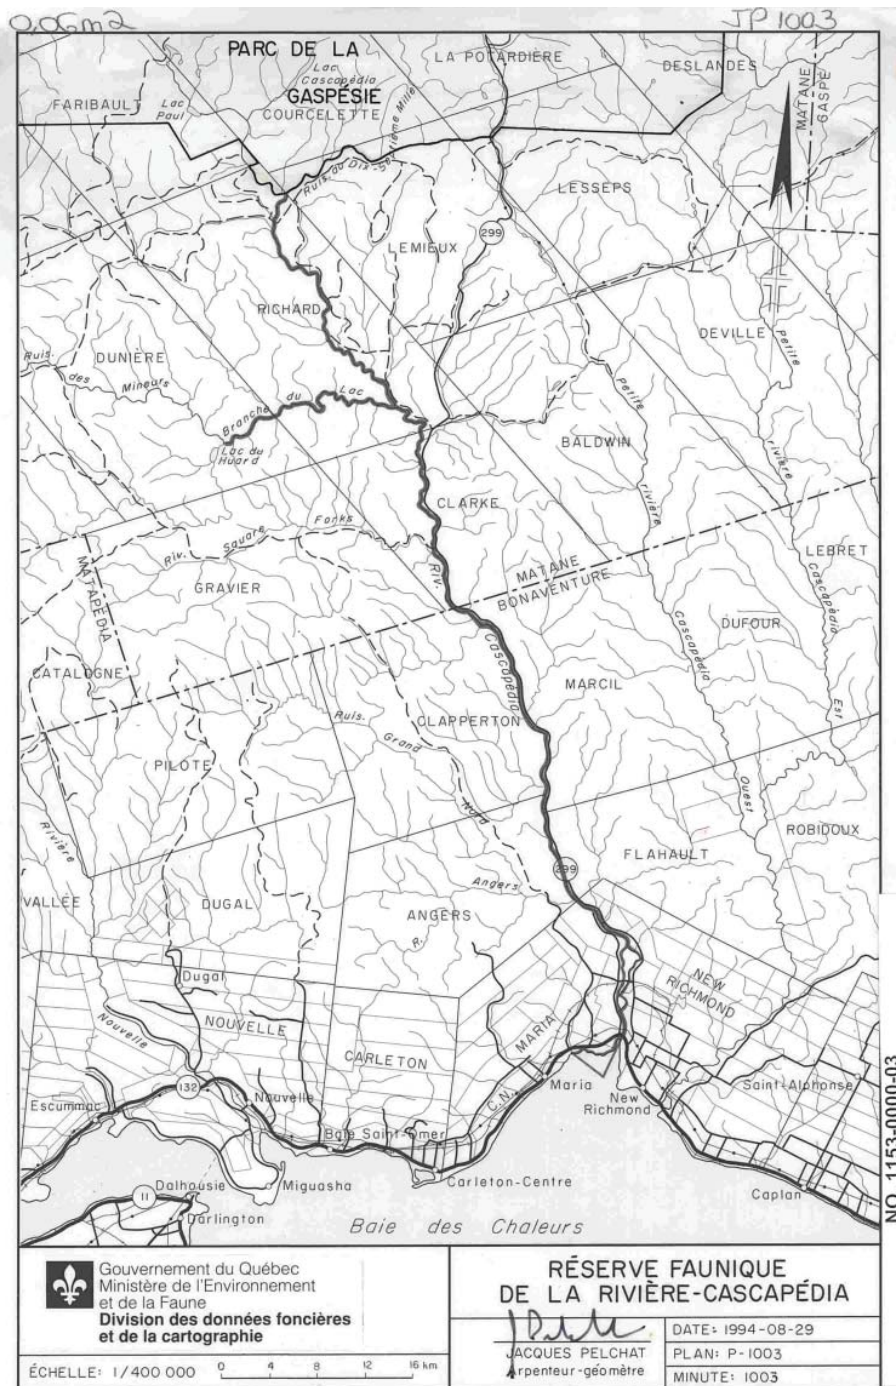 0,06m2
JP 1003
PARC DE LA
GASPÉSIE
Lac
Cascapédia
LA POTARDIÈRE
DESLANDES
FARIBAULT
Lac
Paul
COURCELETTE
MATANE
GASPÉ
Ruis. du Dix-Septième Mille
LESSEPS
LEMIEUX
299
RICHARD
DEVILLE
DUNIÈRE
Ruis.
des
Mineurs
Branche du Lac
Lac du
Huard
Petite
rivière
Cascapédia
Ouest
Petite
rivière
Cascapédia
Est
BALDWIN
CLARKE
Riv. Square Forks
Riv.
Cascapédia
MATANE
BONAVENTURE
LEBRET
MATAPÉDIA
GRAVIER
DUFOUR
CATALOGNE
MARCIL
CLAPPERTON
Ruis.
Grand
Nord
PILOTE
Rivière
ROBIDOUX
FLAHAULT
299
Angers
VALLÉE
DUGAL
ANGERS
R.
Dugal
NEW
RICHMOND
Nouvelle
NOUVELLE
MARIA
CARLETON
132
C.N.
Maria
New
Richmond
Saint-Alphonse
Escummac
Nouvelle
Baie Saint-Omer
Dalhousie
Miguasha
Carleton-Centre
Caplan
11
Darlington
Baie des Chaleurs
NO. 1153-0000-03
Gouvernement du Québec
Ministère de l'Environnement
et de la Faune
Division des données foncières
et de la cartographie
ÉCHELLE: 1/400 000
0 4 8 12 16 km
RÉSERVE FAUNIQUE
DE LA RIVIÈRE-CASCAPÉDIA
JACQUES PELCHAT
Arpenteur-géomètre
DATE: 1994-08-29
PLAN: P-1003
MINUTE: 1003